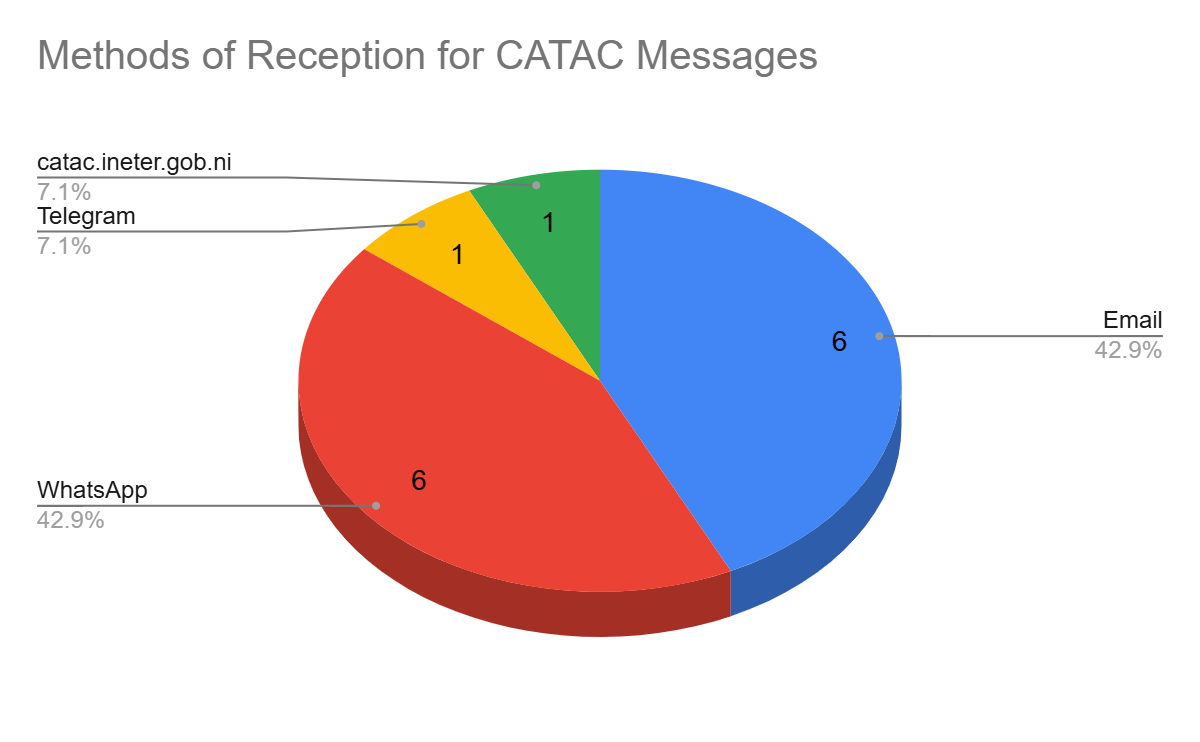 Methods of Reception for CATAC Messages
catac.ineter.gob.ni
7.1%
Telegram
7.1%
1
1
Email
42.9%
6
6
WhatsApp
42.9%